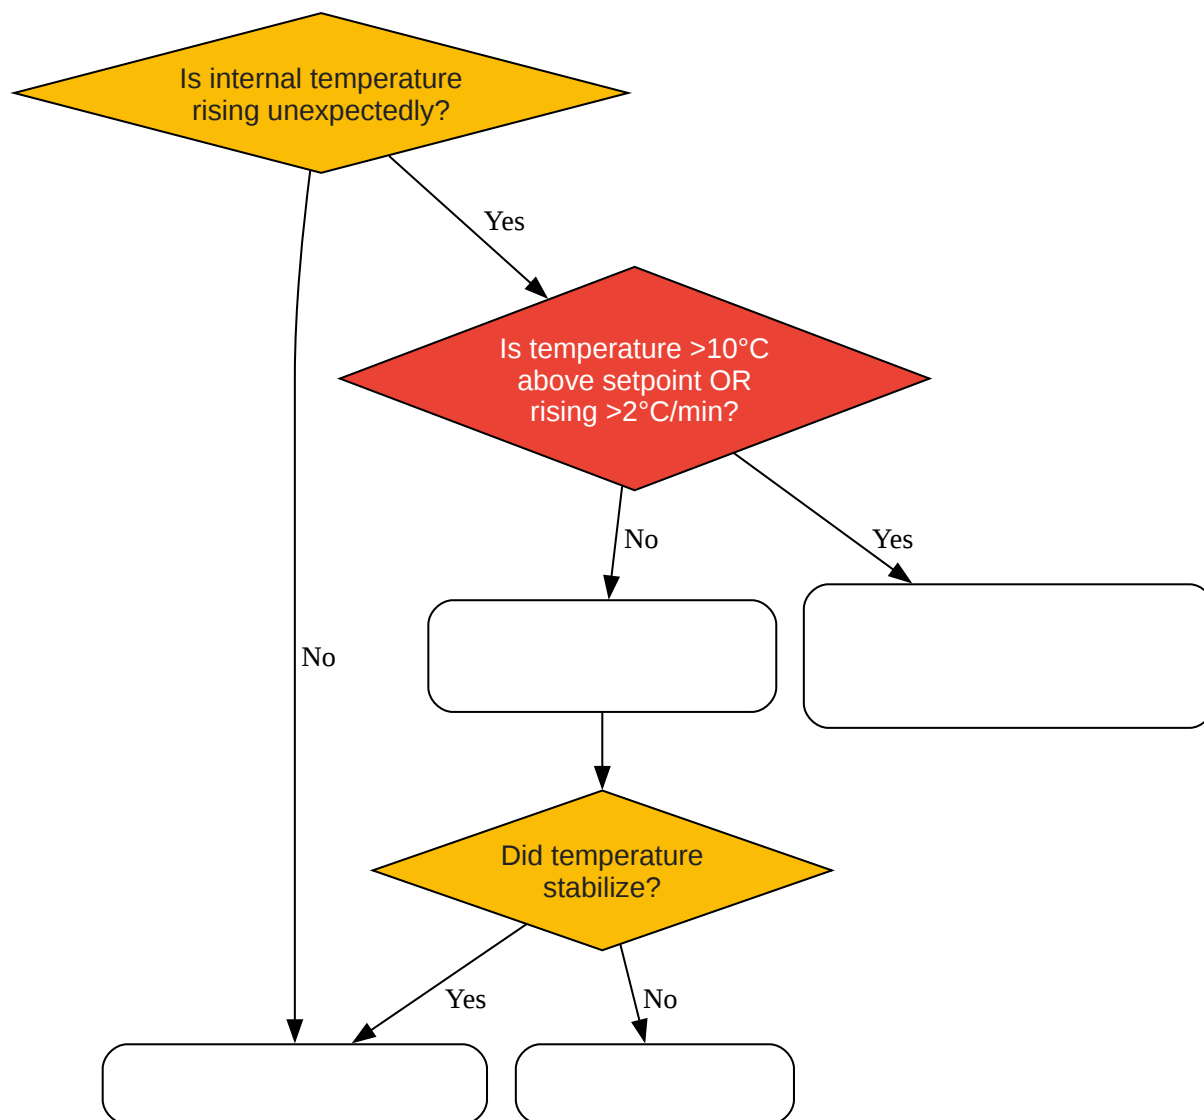 Is internal temperature
rising unexpectedly?
Yes
Is temperature >10°C
above setpoint OR
rising >2°C/min?
No
Yes
No
Did temperature
stabilize?
Yes
No